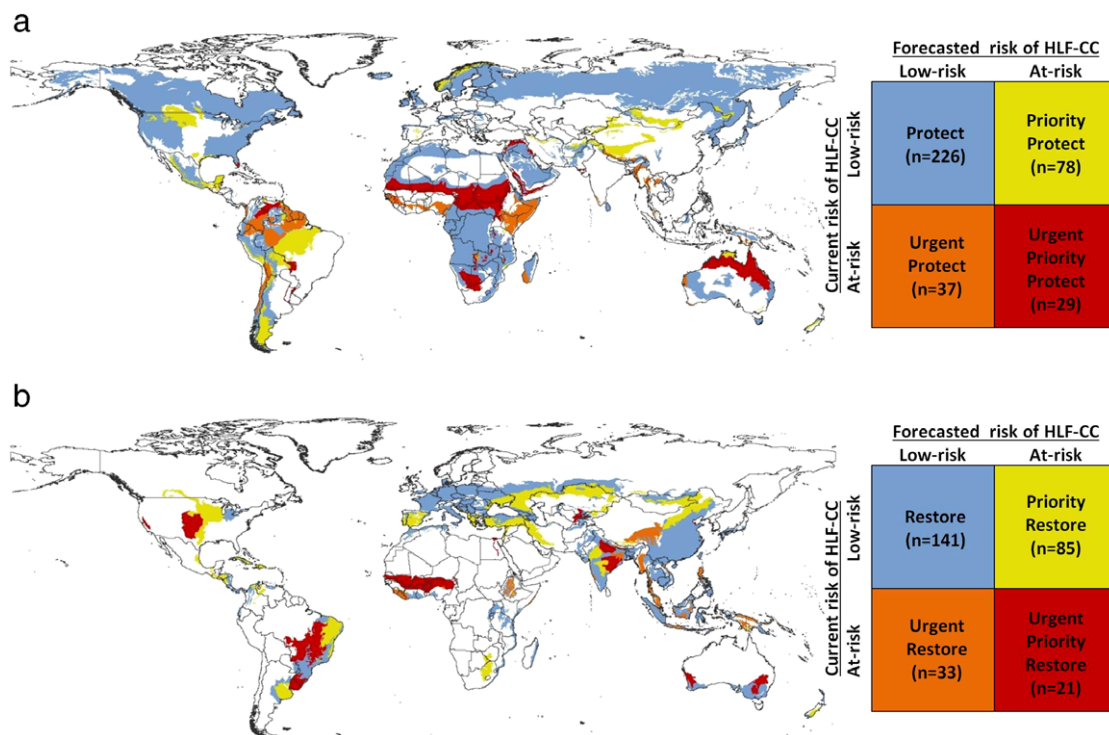 a
Forecasted risk of HLF-CC
Low-risk
At-risk
Current risk of HLF-CC
Low-risk
At-risk
Protect
(n=226)
Priority
Protect
(n=78)
Urgent
Protect
(n=37)
Urgent
Priority
Protect
(n=29)
b
Forecasted risk of HLF-CC
Low-risk
At-risk
Current risk of HLF-CC
Low-risk
At-risk
Restore
(n=141)
Priority
Restore
(n=85)
Urgent
Restore
(n=33)
Urgent
Priority
Restore
(n=21)